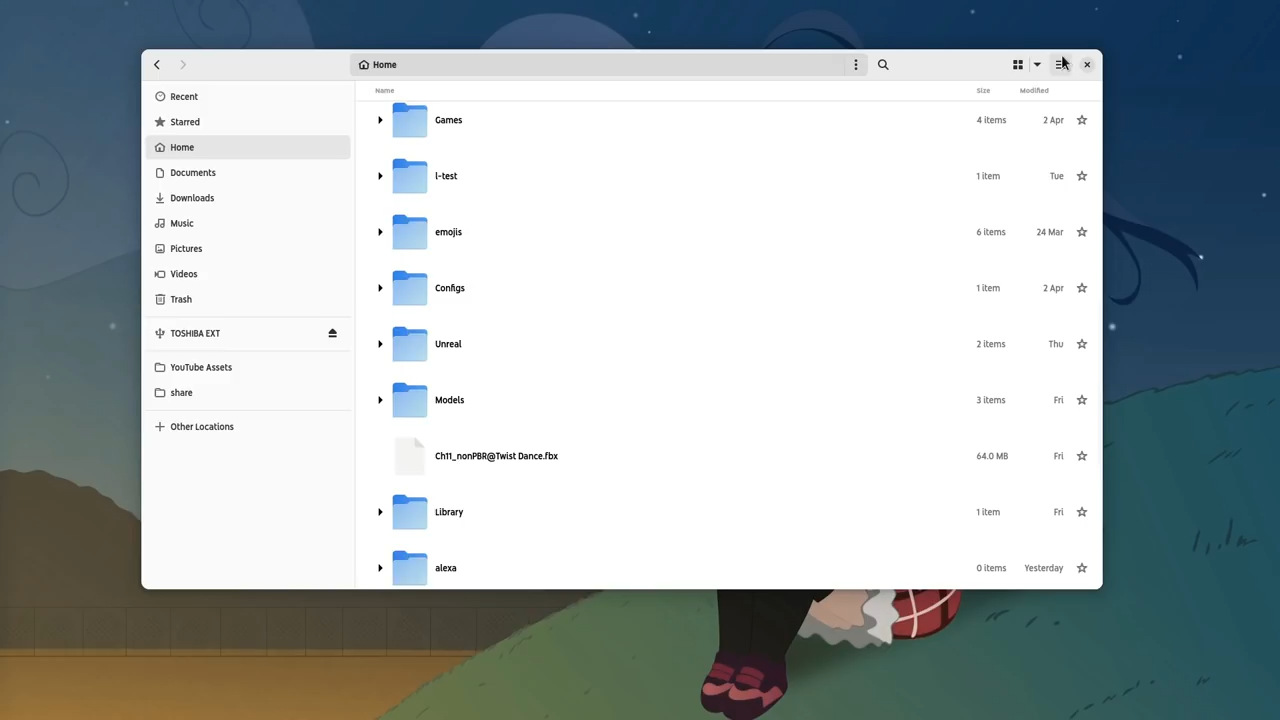 Home
Recent
Starred
Home
Documents
Downloads
Music
Pictures
Videos
Trash
TOSHIBA EXT
YouTube Assets
share
Other Locations
Name Size Modified
Games 4 items 2 Apr
l-test 1 item Tue
emojis 6 items 24 Mar
Configs 1 item 2 Apr
Unreal 2 items Thu
Models 3 items Fri
Ch11_nonPBR@Twist Dance.fbx 64.0 MB Fri
Library 1 item Fri
alexa 0 items Yesterday